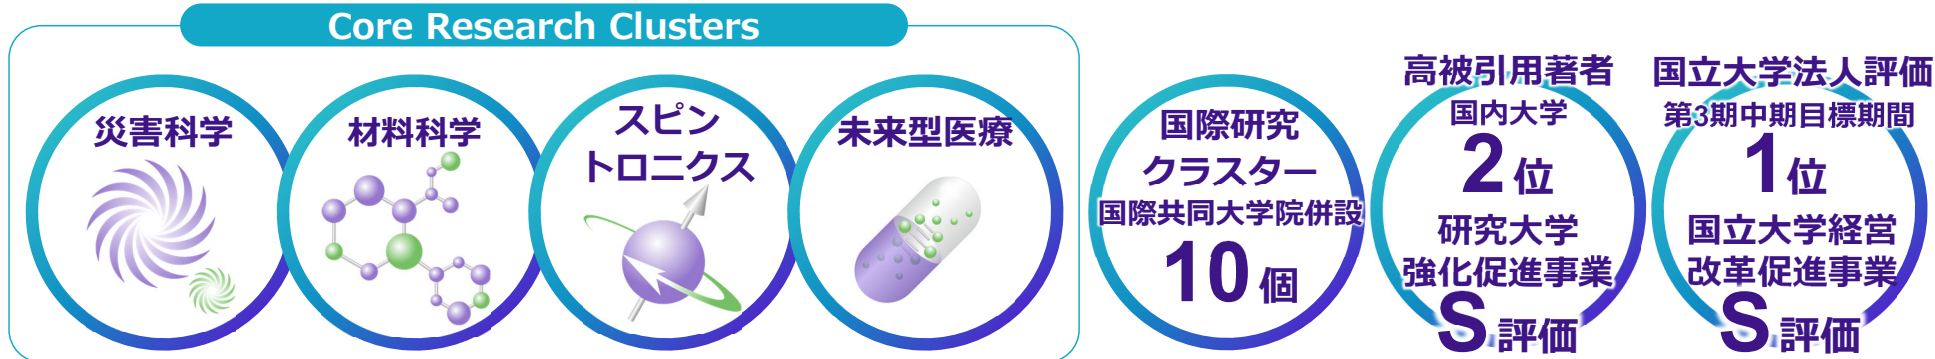 Core Research Clusters
災害科学
材料科学
スピン
トロニクス
未来型医療
国際研究
クラスター
国際共同大学院併設
10個
高被引用著者
国内大学
2位
研究大学
強化促進事業
S評価
国立大学法人評価
第3期中期目標期間
1位
国立大学経営
改革促進事業
S評価